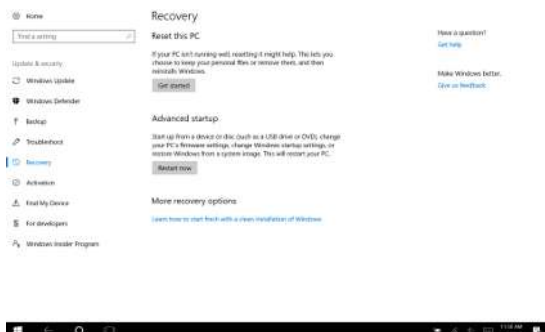 Home
Find a setting
Update & security
Windows Update
Windows Defender
Backup
Troubleshoot
Recovery
Activation
Find My Device
For developers
Windows Insider Program
Recovery
Reset this PC
If your PC isn't running well, resetting it might help. This lets you
choose to keep your personal files or remove them, and then
reinstalls Windows.
Get started
Advanced startup
Start up from a device or disc (such as a USB drive or DVD), change
your PC's firmware settings, change Windows startup settings, or
restore Windows from a system image. This will restart your PC.
Restart now
More recovery options
Learn how to start fresh with a clean installation of Windows
Have a question?
Get help
Make Windows better.
Give us feedback
11:18 AM